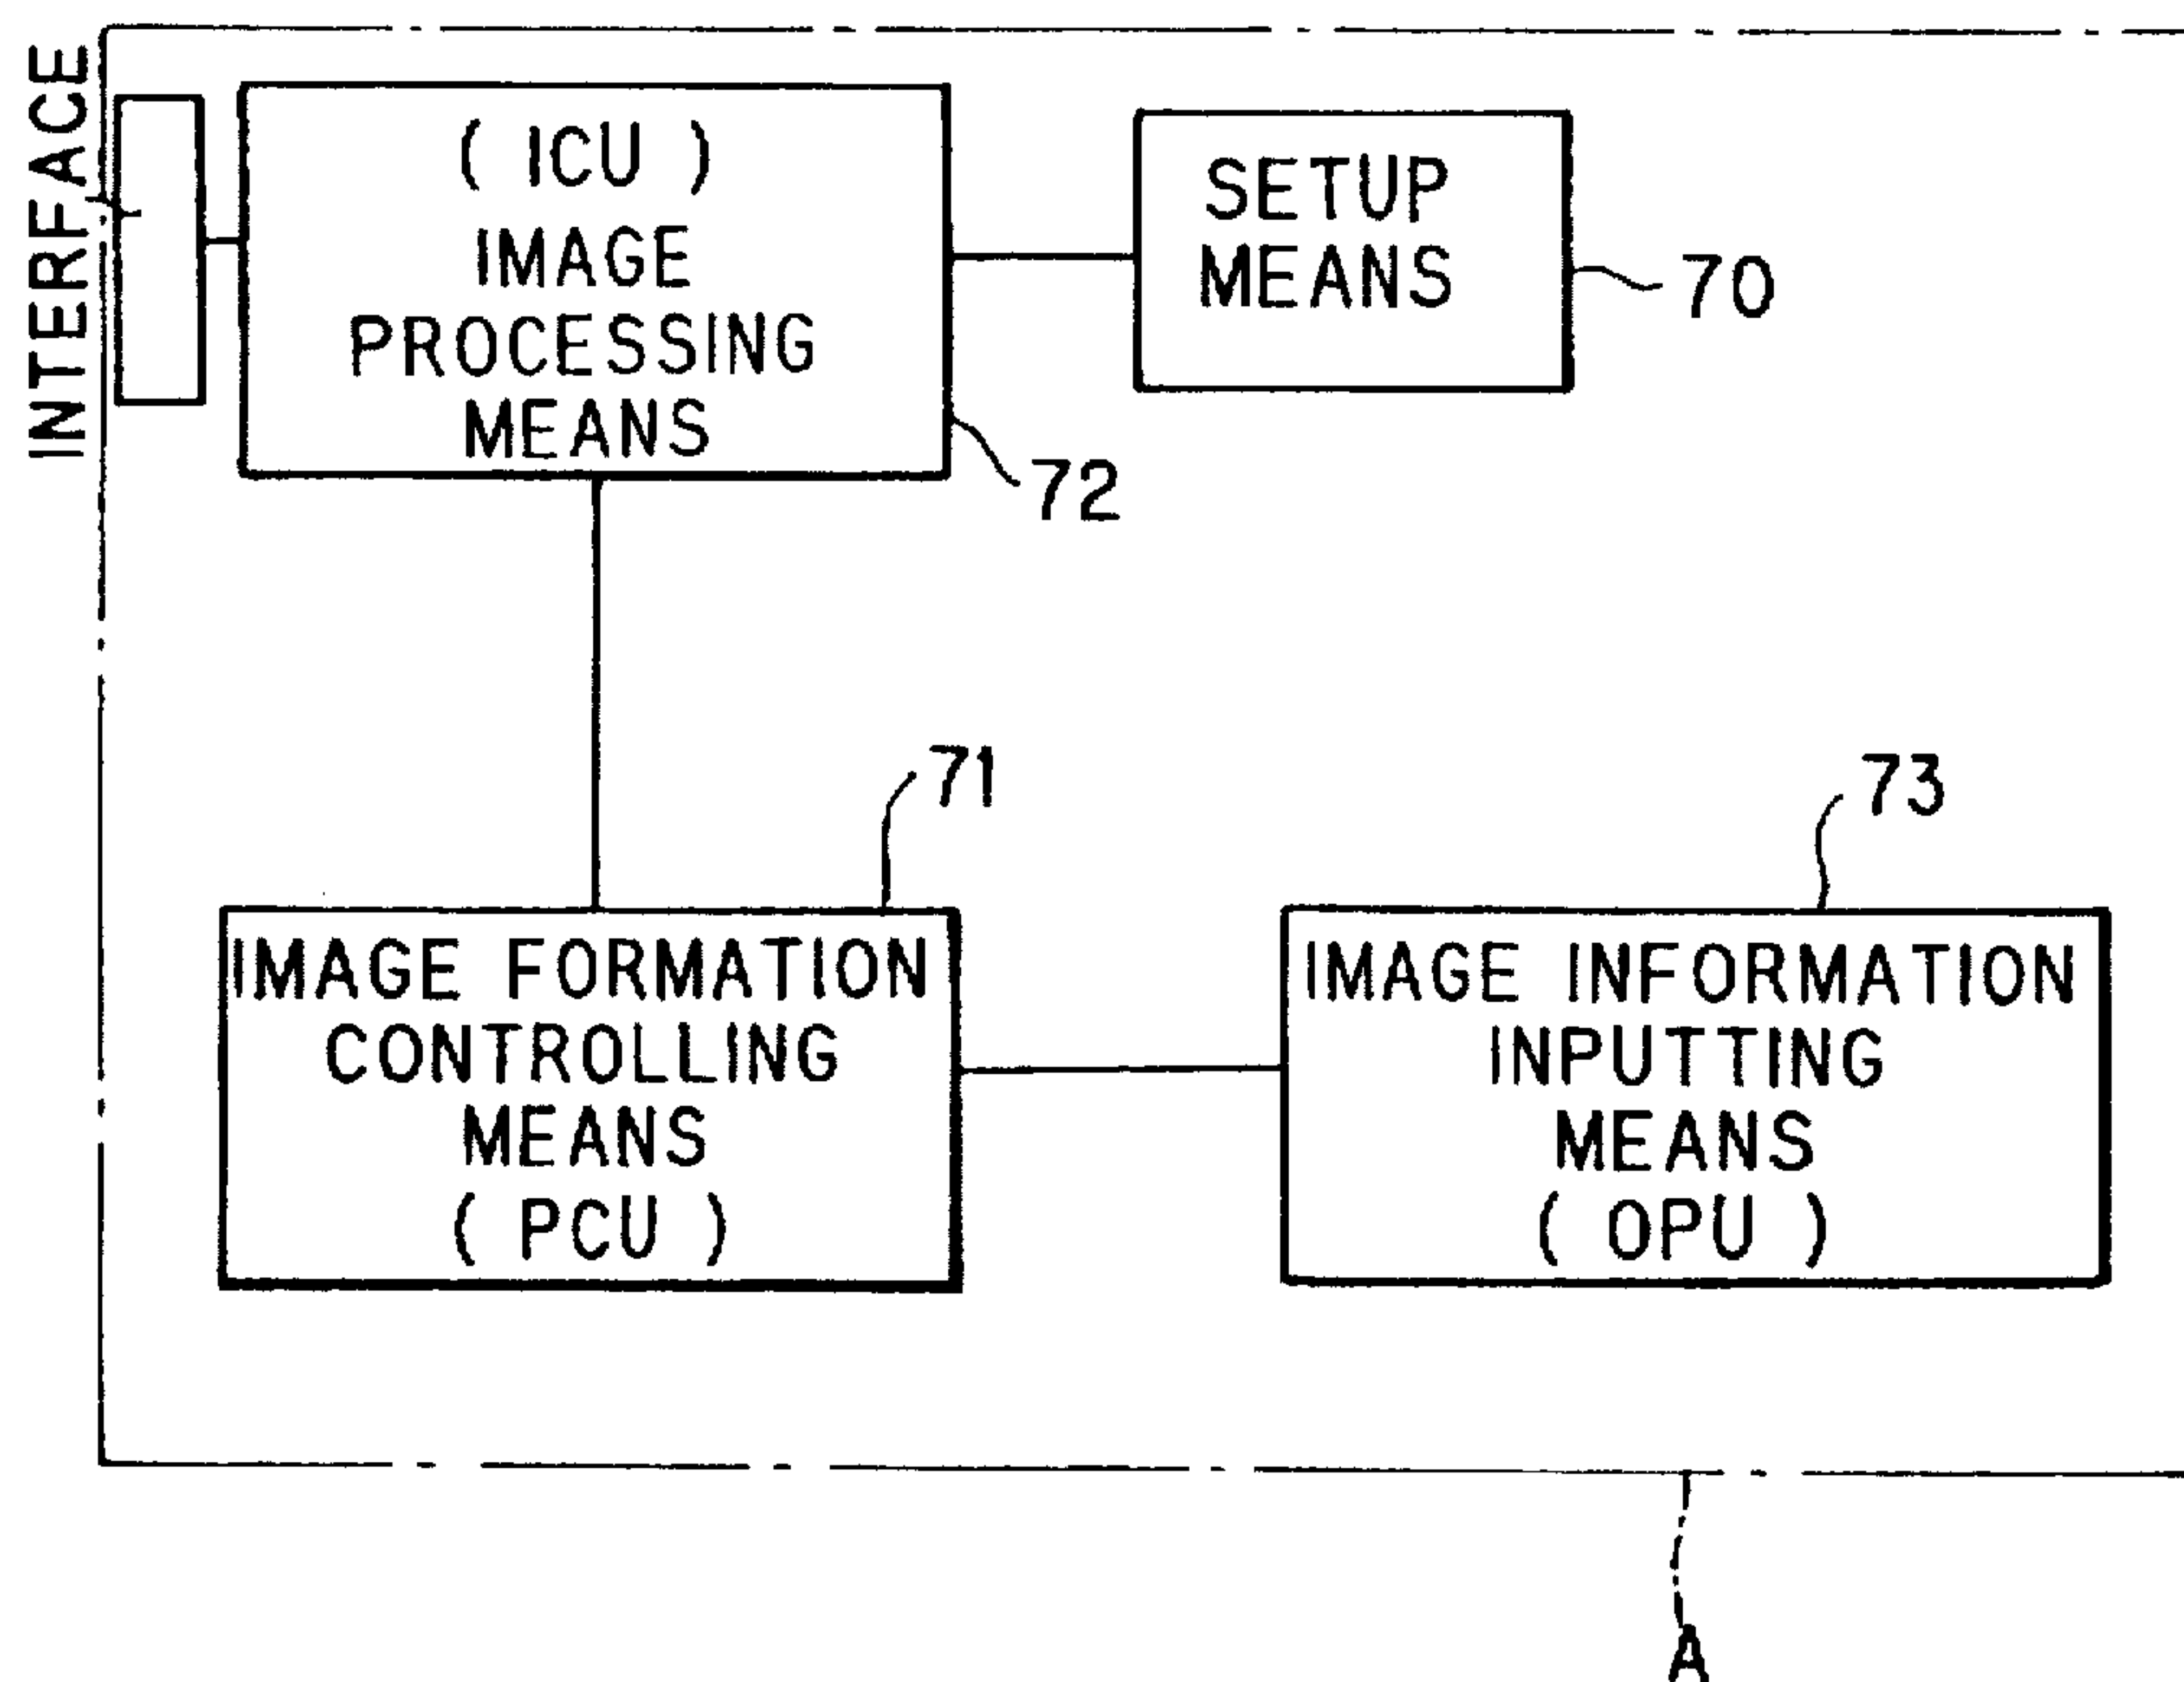 INTERFACE
( ICU )
IMAGE
PROCESSING
MEANS
SETUP
MEANS
70
72
71
73
IMAGE FORMATION
CONTROLLING
MEANS
( PCU )
IMAGE INFORMATION
INPUTTING
MEANS
( OPU )
A